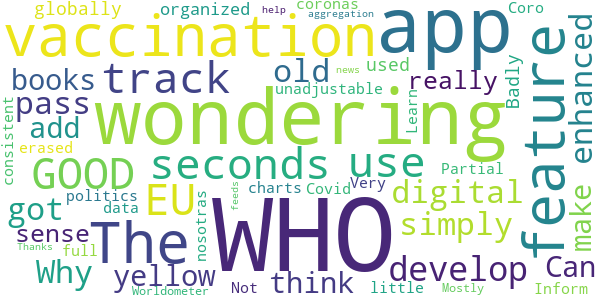 globally organized coronas aggregation Coro
vaccination help app
books track old used really Badly feature enhanced
pass wondering unadjustable Learn
add consistent
erased GOOD seconds use Partial make
got EU politics charts Covid Very digital
sense data The nosotras feeds news WHO simply
Why full yellow Not think little develop Can
Thanks Worldometer Mostly Inform